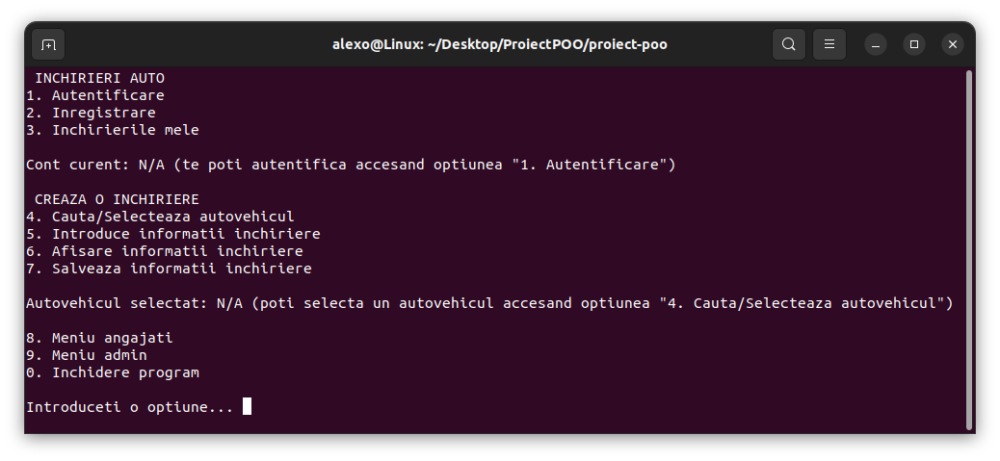 alexo@Linux: ~/Desktop/ProiectPOO/proiect-poo
INCHIRIERI AUTO
1. Autentificare
2. Inregistrare
3. Inchirierile mele
Cont curent: N/A (te poti autentifica accesand optiunea "1. Autentificare")
CREAZA O INCHIRIERE
4. Cauta/Selecteaza autovehicul
5. Introduce informatii inchiriere
6. Afisare informatii inchiriere
7. Salveaza informatii inchiriere
Autovehicul selectat: N/A (poti selecta un autovehicul accesand optiunea "4. Cauta/Selecteaza autovehicul")
8. Meniu angajati
9. Meniu admin
0. Inchidere program
Introduceti o optiune...